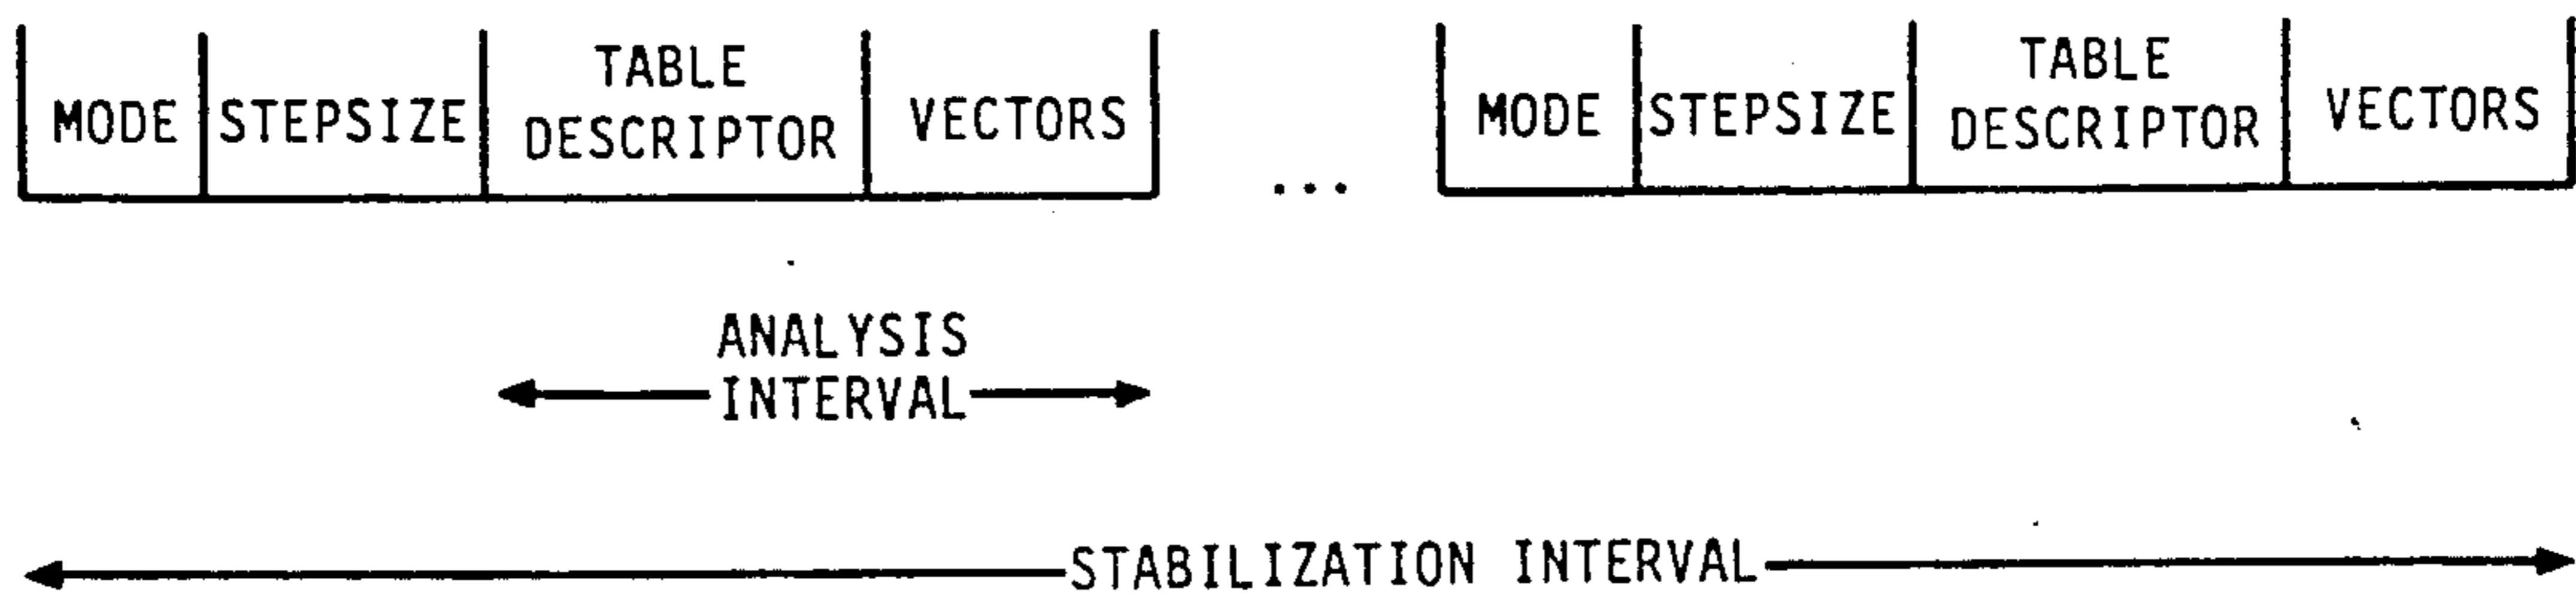 MODE
STEPSIZE
TABLE
DESCRIPTOR
VECTORS
...
MODE
STEPSIZE
TABLE
DESCRIPTOR
VECTORS
ANALYSIS
INTERVAL
STABILIZATION INTERVAL